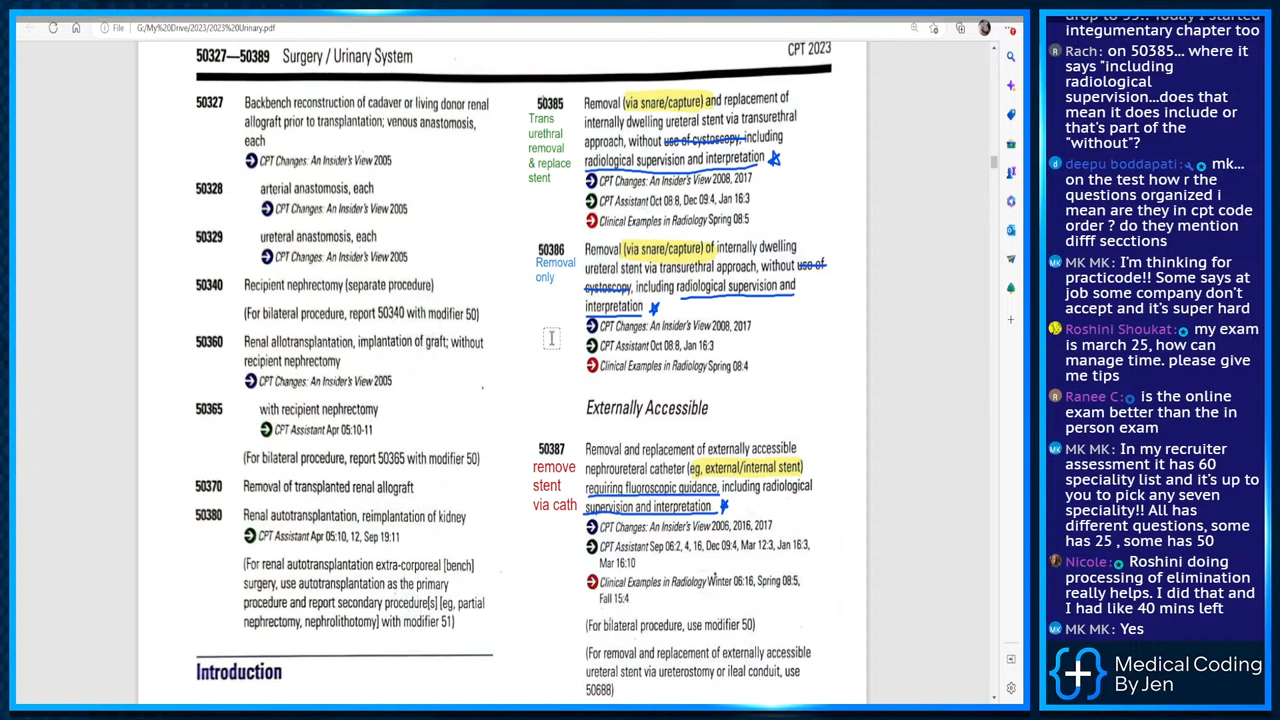 File
G:/My%20Drive/2023/2023%20Urinary.pdf
50327—50389 Surgery / Urinary System
CPT 2023
50327 Backbench reconstruction of cadaver or living donor renal
allograft prior to transplantation; venous anastomosis,
each
CPT Changes: An Insider's View 2005
50328 arterial anastomosis, each
CPT Changes: An Insider's View 2005
50329 ureteral anastomosis, each
CPT Changes: An Insider's View 2005
50340 Recipient nephrectomy (separate procedure)
(For bilateral procedure, report 50340 with modifier 50)
50360 Renal allotransplantation, implantation of graft; without
recipient nephrectomy
CPT Changes: An Insider's View 2005
50365 with recipient nephrectomy
CPT Assistant Apr 05:10-11
(For bilateral procedure, report 50365 with modifier 50)
50370 Removal of transplanted renal allograft
50380 Renal autotransplantation, reimplantation of kidney
CPT Assistant Apr 05:10, 12, Sep 19:11
(For renal autotransplantation extra-corporeal [bench]
surgery, use autotransplantation as the primary
procedure and report secondary procedure[s] [eg, partial
nephrectomy, nephrolithotomy] with modifier 51)
Introduction
50385 Removal (via snare/capture) and replacement of
internally dwelling ureteral stent via transurethral
approach, without use of cystoscopy, including
radiological supervision and interpretation
Trans
urethral
removal
& replace
stent
CPT Changes: An Insider's View 2008, 2017
CPT Assistant Oct 08:8, Dec 09:4, Jan 16:3
Clinical Examples in Radiology Spring 08:5
50386 Removal (via snare/capture) of internally dwelling
ureteral stent via transurethral approach, without use of
cystoscopy, including radiological supervision and
interpretation
Removal
only
CPT Changes: An Insider's View 2008, 2017
CPT Assistant Oct 08:8, Jan 16:3
Clinical Examples in Radiology Spring 08:4
Externally Accessible
50387 Removal and replacement of externally accessible
nephroureteral catheter (eg, external/internal stent)
requiring fluoroscopic guidance, including radiological
supervision and interpretation
remove
stent
via cath
CPT Changes: An Insider's View 2006, 2016, 2017
CPT Assistant Sep 06:2, 4, 16, Dec 09:4, Mar 12:3, Jan 16:3,
Mar 16:10
Clinical Examples in Radiology Winter 06:16, Spring 08:5,
Fall 15:4
(For bilateral procedure, use modifier 50)
(For removal and replacement of externally accessible
ureteral stent via ureterostomy or ileal conduit, use
50688)
integumentary chapter too
R Rach: on 50385... where it
says "including
radiological
supervision...does that
mean it does include or
that's part of the
"without"?
d deepu boddapati: mk...
on the test how r the
questions organized i
mean are they in cpt code
order ? do they mention
difff secctions
MK MK MK: I'm thinking for
practicode!! Some says at
job some company don't
accept and it's super hard
Roshini Shoukat: my exam
is march 25, how can
manage time. please give
me tips
R Ranee C: is the online
exam better than the in
person exam
MK MK MK: In my recruiter
assessment it has 60
speciality list and it's up to
you to pick any seven
speciality!! All has
different questions, some
has 25 , some has 50
Nicole: Roshini doing
processing of elimination
really helps. I did that and
I had like 40 mins left
MK MK MK: Yes
Medical Coding
By Jen